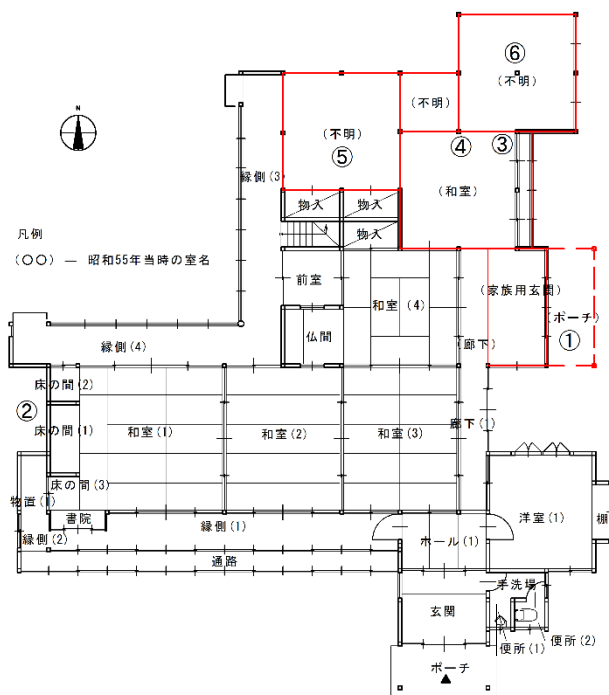 ⑥
(不明)
(不明)
③
④
(不明)
⑤
N
(和室)
縁側(3)
物入
物入
物入
凡例
(○○) ― 昭和55年当時の室名
前室
和室(4)
(家族用玄関)
(ポーチ)
①
仏間
(廊下)
縁側(4)
床の間(2)
②
床の間(1)
和室(1)
和室(2)
和室(3)
廊下(1)
床の間(3)
物置(1)
書院
縁側(1)
洋室(1)
棚
縁側(2)
ホール(1)
通路
手洗場
玄関
便所(1)
便所(2)
ポーチ